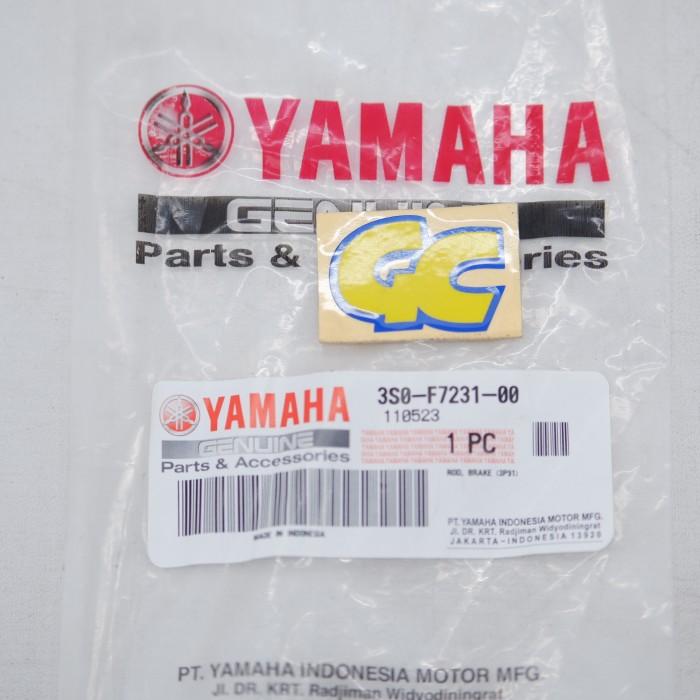 YAMAHA
GENUINE
Parts & ries
GC
YAMAHA
GENUINE
Parts & Accessories
3S0-F7231-00
110523
1 PC
ROD, BRAKE (3P91)
MADE IN INDONESIA
PT. YAMAHA INDONESIA MOTOR MFG.
JL. DR. KRT. Radjiman Widyodiningrat
JAKARTA-INDONESIA 13920
PT. YAMAHA INDONESIA MOTOR MFG.
JL. DR. KRT. Radjiman Widyodiningrat